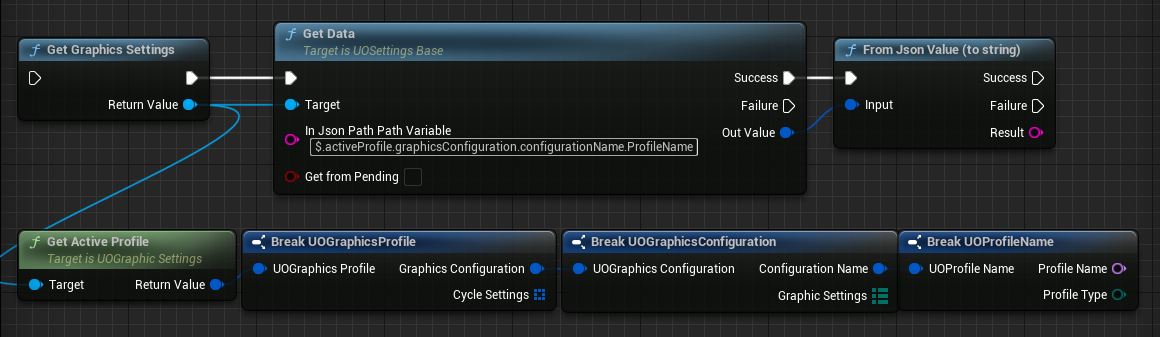 Get Graphics Settings
Return Value
Get Data
Target is UOSettings Base
Success
Target
Failure
In Json Path Path Variable
Out Value
$.activeProfile.graphicsConfiguration.configurationName.ProfileName
Get from Pending
From Json Value (to string)
Success
Input
Failure
Result
Get Active Profile
Target is UOGraphic Settings
Target
Return Value
Break UOGraphicsProfile
UOGraphics Profile
Graphics Configuration
Cycle Settings
Break UOGraphicsConfiguration
UOGraphics Configuration
Configuration Name
Graphic Settings
Break UOProfileName
UOProfile Name
Profile Name
Profile Type